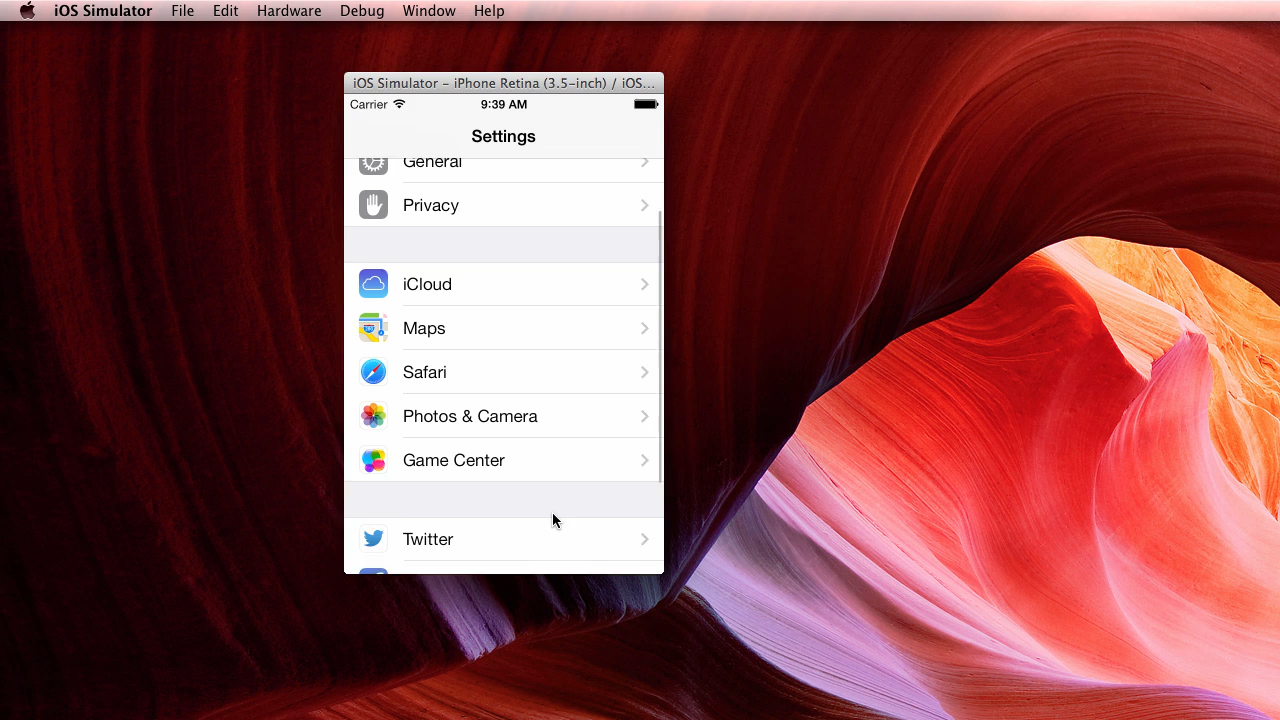 iOS Simulator File Edit Hardware Debug Window Help
iOS Simulator – iPhone Retina (3.5-inch) / iOS...
Carrier 9:39 AM
Settings
General
Privacy
iCloud
Maps
Safari
Photos & Camera
Game Center
Twitter